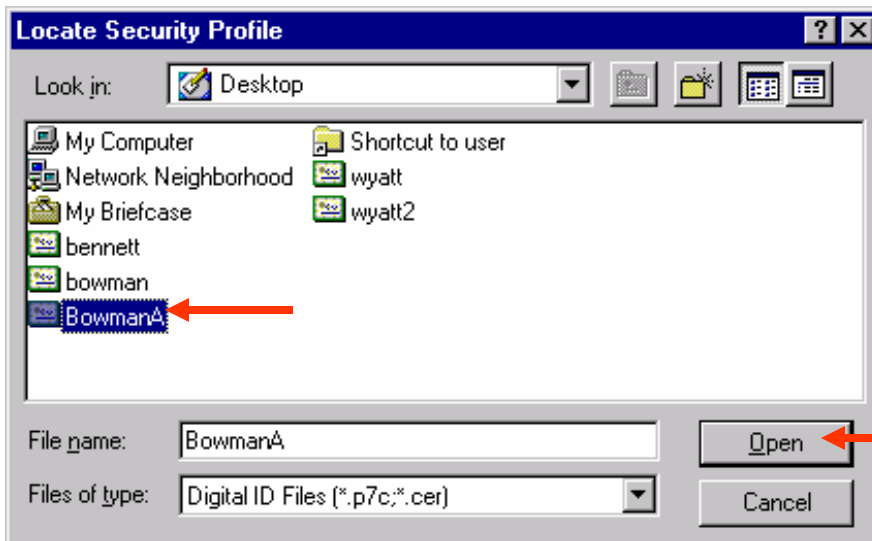 Locate Security Profile
Look in: Desktop
My Computer
Network Neighborhood
My Briefcase
bennett
bowman
BowmanA
Shortcut to user
wyatt
wyatt2
File name: BowmanA
Open
Files of type: Digital ID Files (*.p7c;*.cer)
Cancel